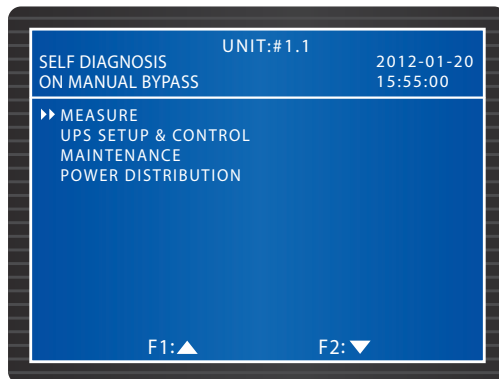 UNIT:#1.1
SELF DIAGNOSIS 2012-01-20
ON MANUAL BYPASS 15:55:00
MEASURE
UPS SETUP & CONTROL
MAINTENANCE
POWER DISTRIBUTION
F1: F2: